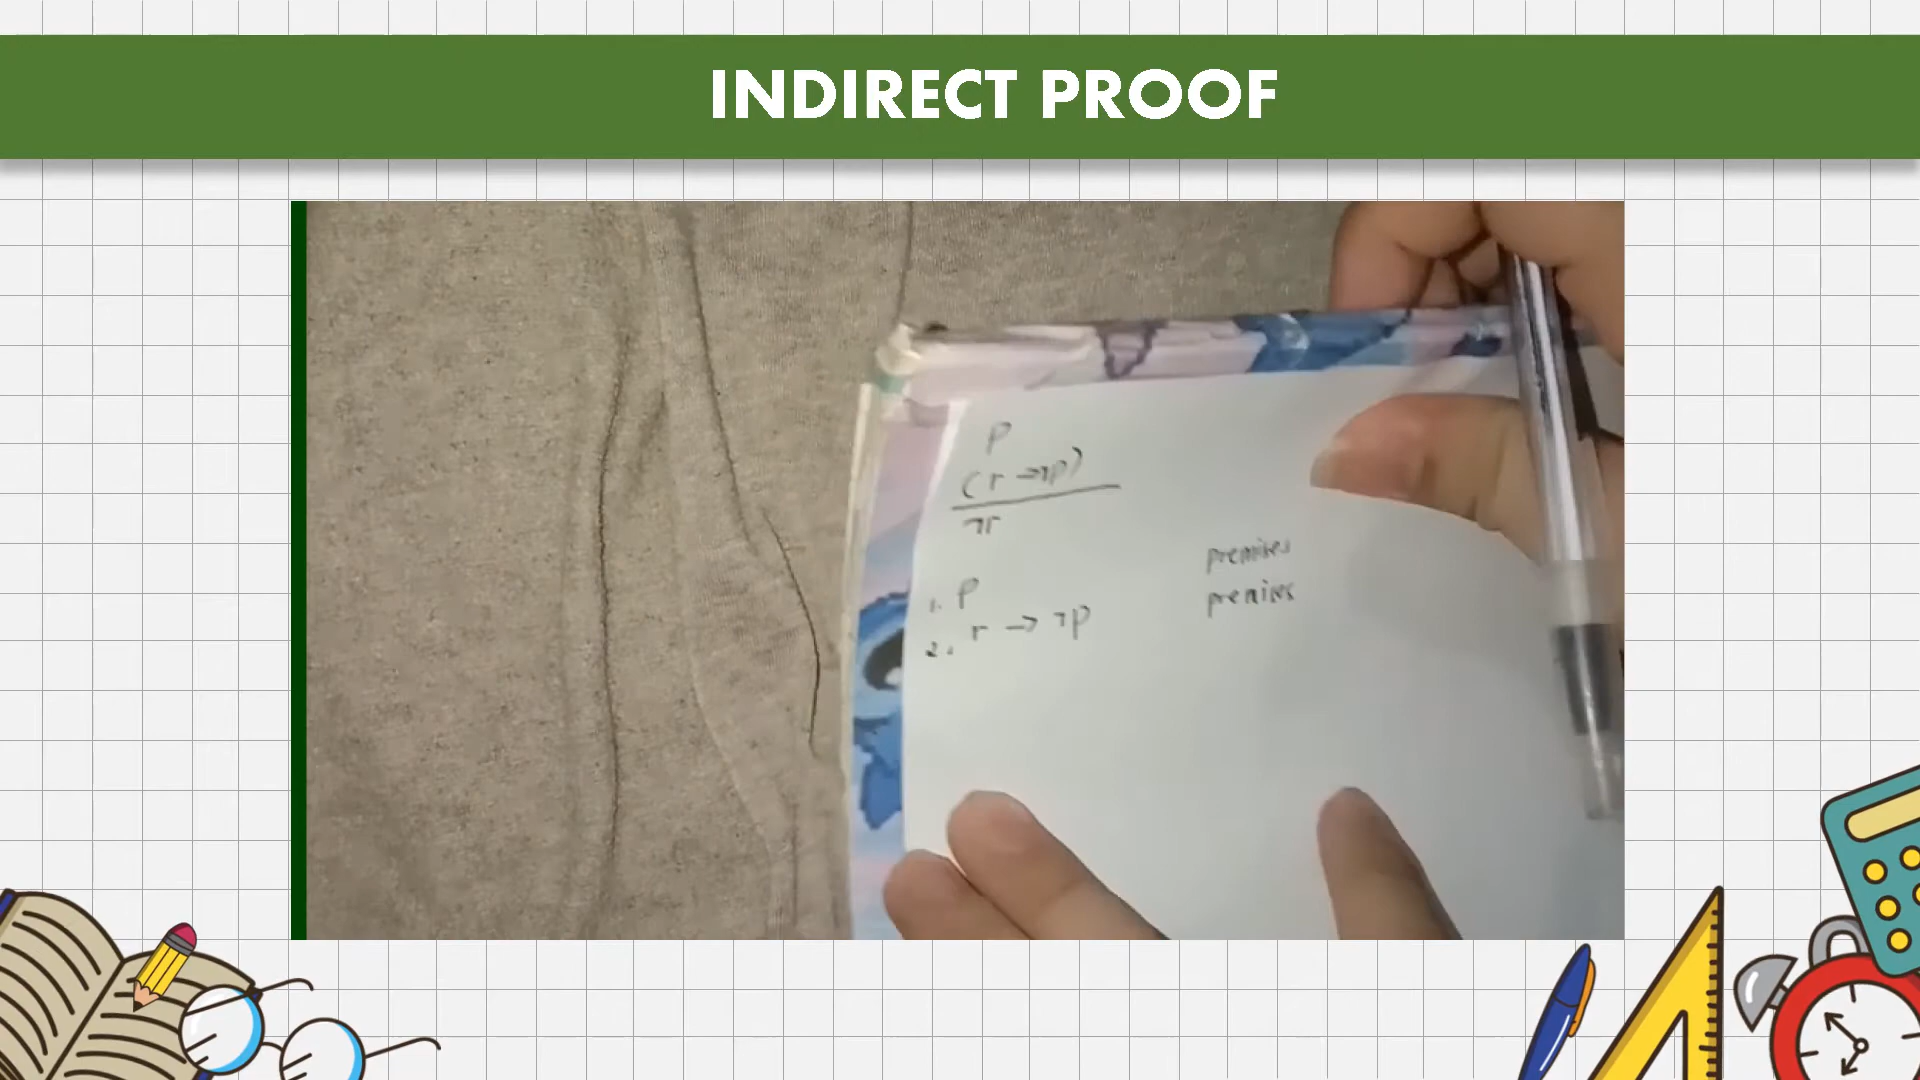 INDIRECT PROOF
P
(r→¬p)
¬r
1. P premises
2. r → ¬p premises